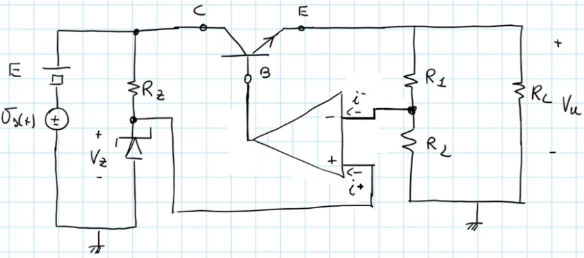 C
E
E
B
Rz
R1
RL
Vu
+
-
i-
-
+
i+
R2
E
vs(t)
±
+
Vz
-